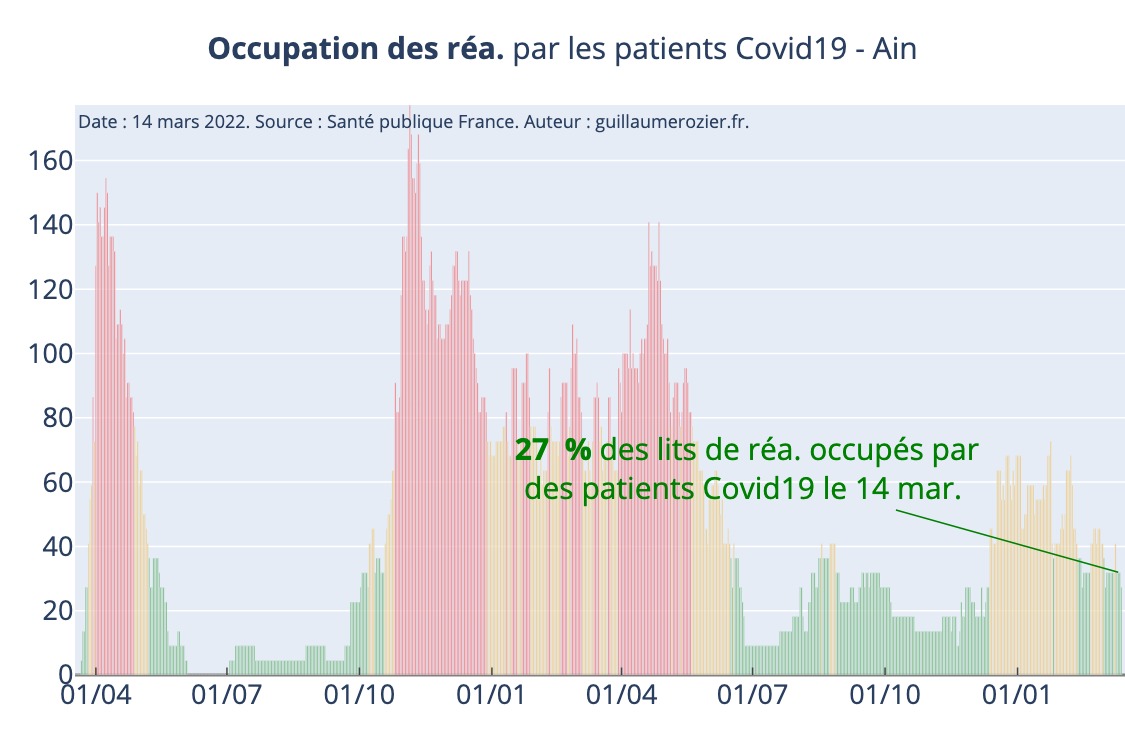 Occupation des réa. par les patients Covid19 - Ain
Date : 14 mars 2022. Source : Santé publique France. Auteur : guillaumerozier.fr.
160
140
120
100
80
27 % des lits de réa. occupés par
des patients Covid19 le 14 mar.
60
40
20
0
01/04 01/07 01/10 01/01 01/04 01/07 01/10 01/01